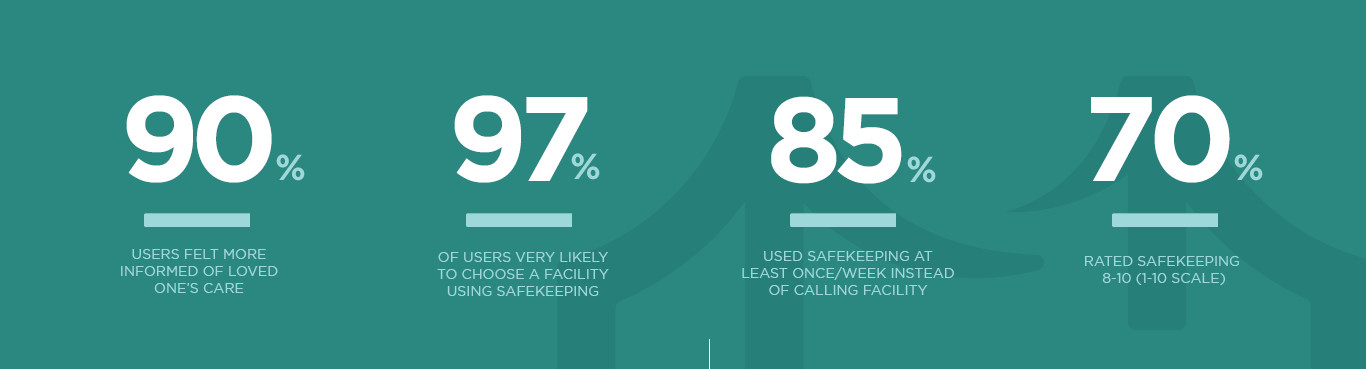 90%
USERS FELT MORE
INFORMED OF LOVED
ONE'S CARE
97%
OF USERS VERY LIKELY
TO CHOOSE A FACILITY
USING SAFEKEEPING
85%
USED SAFEKEEPING AT
LEAST ONCE/WEEK INSTEAD
OF CALLING FACILITY
70%
RATED SAFEKEEPING
8-10 (1-10 SCALE)